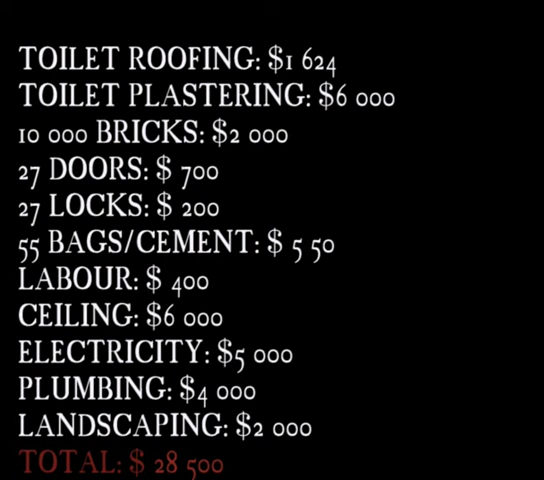 TOILET ROOFING: $1 624
TOILET PLASTERING: $6 000
10 000 BRICKS: $2 000
27 DOORS: $ 700
27 LOCKS: $ 200
55 BAGS/CEMENT: $ 5 50
LABOUR: $ 400
CEILING: $6 000
ELECTRICITY: $5 000
PLUMBING: $4 000
LANDSCAPING: $2 000
TOTAL: $ 28 500